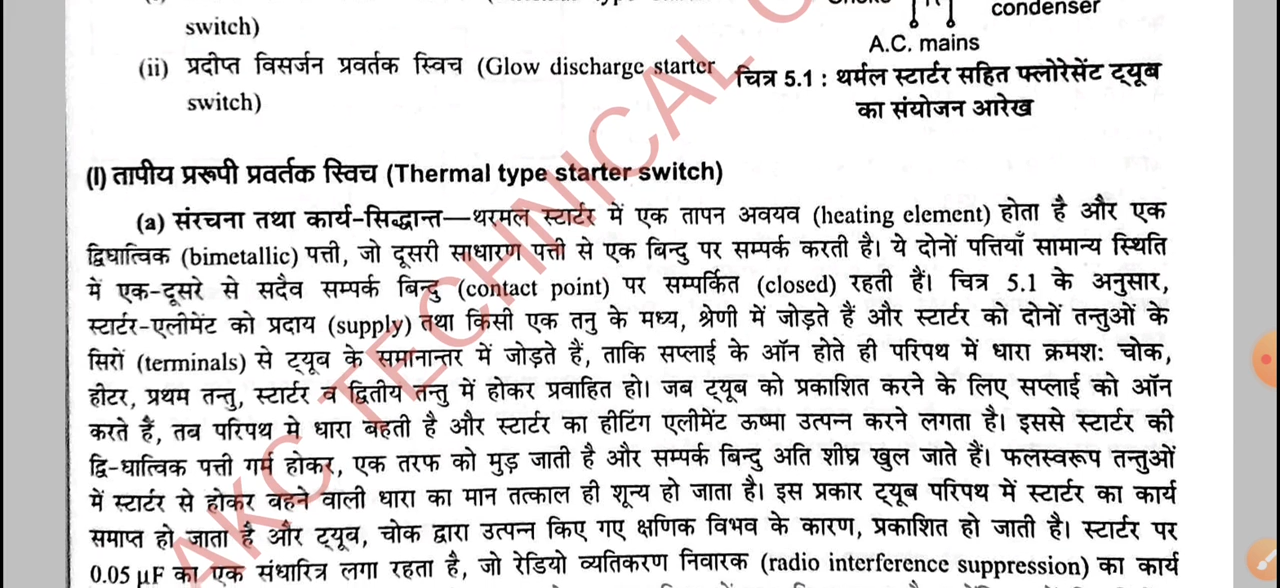 condenser
switch)
A.C. mains
(ii) प्रदीप्त विसर्जन प्रवर्तक स्विच (Glow discharge starter
switch)
चित्र 5.1 : थर्मल स्टार्टर सहित फ्लोरेसेंट ट्यूब
का संयोजन आरेख
(I) तापीय प्ररूपी प्रवर्तक स्विच (Thermal type starter switch)
(a) संरचना तथा कार्य-सिद्धान्त—थरमल स्टार्टर में एक तापन अवयव (heating element) होता है और एक
द्विधात्विक (bimetallic) पत्ती, जो दूसरी साधारण पत्ती से एक बिन्दु पर सम्पर्क करती है। ये दोनों पत्तियाँ सामान्य स्थिति
में एक-दूसरे से सदैव सम्पर्क बिन्दु (contact point) पर सम्पर्कित (closed) रहती हैं। चित्र 5.1 के अनुसार,
स्टार्टर-एलीमेंट को प्रदाय (supply) तथा किसी एक तनु के मध्य, श्रेणी में जोड़ते हैं और स्टार्टर को दोनों तन्तुओं के
सिरों (terminals) से ट्यूब के समानान्तर में जोड़ते हैं, ताकि सप्लाई के ऑन होते ही परिपथ में धारा क्रमशः चोक,
हीटर, प्रथम तन्तु, स्टार्टर व द्वितीय तन्तु में होकर प्रवाहित हो। जब ट्यूब को प्रकाशित करने के लिए सप्लाई को ऑन
करते हैं, तब परिपथ मे धारा बहती है और स्टार्टर का हीटिंग एलीमेंट ऊष्मा उत्पन्न करने लगता है। इससे स्टार्टर की
द्वि-धात्विक पत्ती गर्म होकर, एक तरफ को मुड़ जाती है और सम्पर्क बिन्दु अति शीघ्र खुल जाते हैं। फलस्वरूप तन्तुओं
में स्टार्टर से होकर बहने वाली धारा का मान तत्काल ही शून्य हो जाता है। इस प्रकार ट्यूब परिपथ में स्टार्टर का कार्य
समाप्त हो जाता है और ट्यूब, चोक द्वारा उत्पन्न किए गए क्षणिक विभव के कारण, प्रकाशित हो जाती है। स्टार्टर पर
0.05 µF का एक संधारित्र लगा रहता है, जो रेडियो व्यतिकरण निवारक (radio interference suppression) का कार्य
AKC TECHNICAL